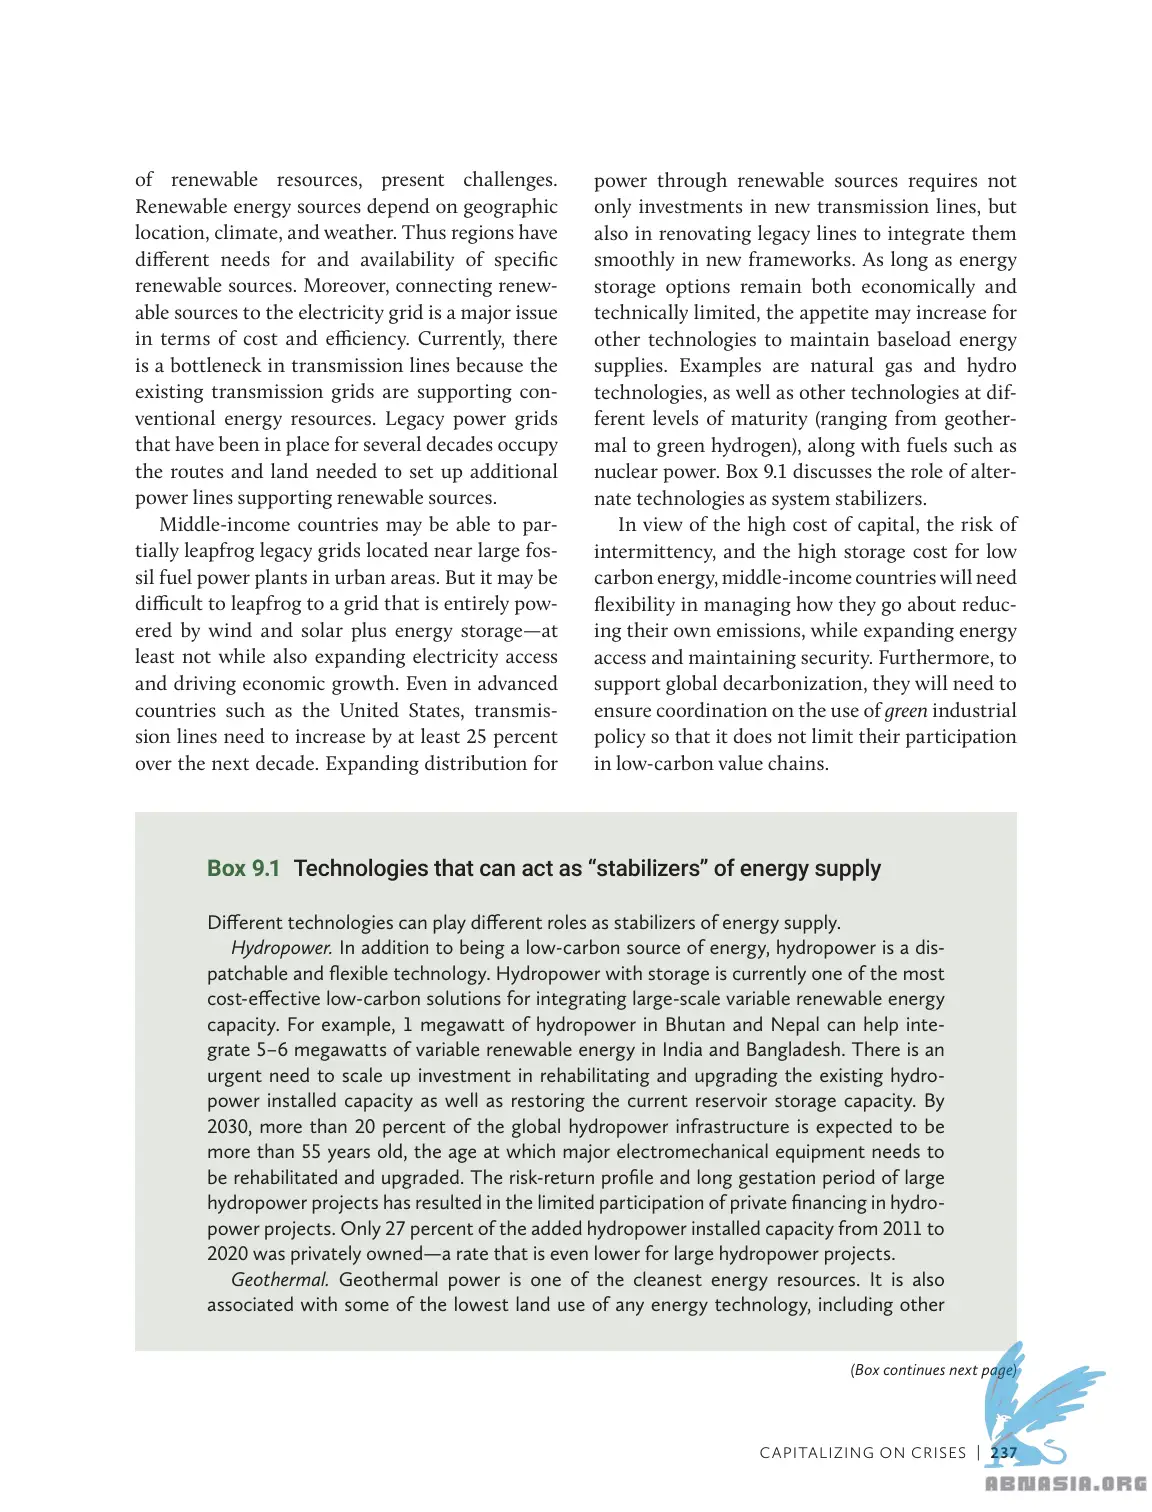 of renewable resources, present challenges.
Renewable energy sources depend on geographic
location, climate, and weather. Thus regions have
different needs for and availability of specific
renewable sources. Moreover, connecting renew-
able sources to the electricity grid is a major issue
in terms of cost and efficiency. Currently, there
is a bottleneck in transmission lines because the
existing transmission grids are supporting con-
ventional energy resources. Legacy power grids
that have been in place for several decades occupy
the routes and land needed to set up additional
power lines supporting renewable sources.
Middle-income countries may be able to par-
tially leapfrog legacy grids located near large fos-
sil fuel power plants in urban areas. But it may be
difficult to leapfrog to a grid that is entirely pow-
ered by wind and solar plus energy storage—at
least not while also expanding electricity access
and driving economic growth. Even in advanced
countries such as the United States, transmis-
sion lines need to increase by at least 25 percent
over the next decade. Expanding distribution for
power through renewable sources requires not
only investments in new transmission lines, but
also in renovating legacy lines to integrate them
smoothly in new frameworks. As long as energy
storage options remain both economically and
technically limited, the appetite may increase for
other technologies to maintain baseload energy
supplies. Examples are natural gas and hydro
technologies, as well as other technologies at dif-
ferent levels of maturity (ranging from geother-
mal to green hydrogen), along with fuels such as
nuclear power. Box 9.1 discusses the role of alter-
nate technologies as system stabilizers.
In view of the high cost of capital, the risk of
intermittency, and the high storage cost for low
carbon energy, middle-income countries will need
flexibility in managing how they go about reduc-
ing their own emissions, while expanding energy
access and maintaining security. Furthermore, to
support global decarbonization, they will need to
ensure coordination on the use of green industrial
policy so that it does not limit their participation
in low-carbon value chains.
Box 9.1 Technologies that can act as “stabilizers” of energy supply
Different technologies can play different roles as stabilizers of energy supply.
Hydropower. In addition to being a low-carbon source of energy, hydropower is a dis-
patchable and flexible technology. Hydropower with storage is currently one of the most
cost-effective low-carbon solutions for integrating large-scale variable renewable energy
capacity. For example, 1 megawatt of hydropower in Bhutan and Nepal can help inte-
grate 5–6 megawatts of variable renewable energy in India and Bangladesh. There is an
urgent need to scale up investment in rehabilitating and upgrading the existing hydro-
power installed capacity as well as restoring the current reservoir storage capacity. By
2030, more than 20 percent of the global hydropower infrastructure is expected to be
more than 55 years old, the age at which major electromechanical equipment needs to
be rehabilitated and upgraded. The risk-return profile and long gestation period of large
hydropower projects has resulted in the limited participation of private financing in hydro-
power projects. Only 27 percent of the added hydropower installed capacity from 2011 to
2020 was privately owned—a rate that is even lower for large hydropower projects.
Geothermal. Geothermal power is one of the cleanest energy resources. It is also
associated with some of the lowest land use of any energy technology, including other
(Box continues next page)
CAPITALIZING ON CRISES | 237
ABNASIA.ORG